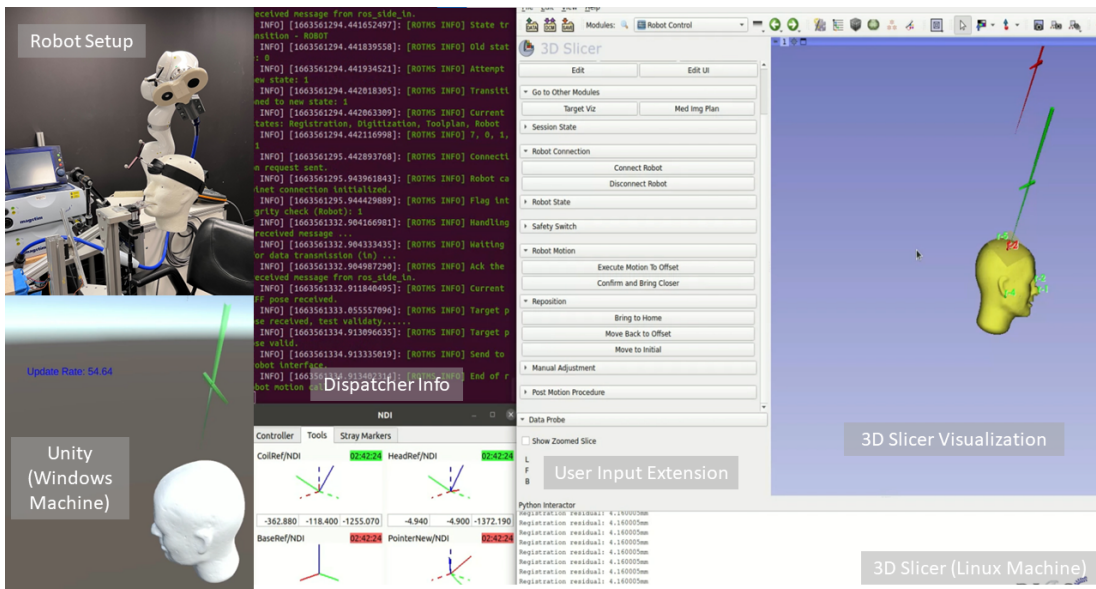 Robot Setup
eceived message from ros_side_in.
INFO] [1663561294.441652497]: [ROTMS INFO] State tr
nsition - ROBOT
INFO] [1663561294.441839558]: [ROTMS INFO] Old stat
: 0
INFO] [1663561294.441934521]: [ROTMS INFO] Attempt
ew state: 1
INFO] [1663561294.442018305]: [ROTMS INFO] Transiti
ned to new state: 1
INFO] [1663561294.442063309]: [ROTMS INFO] Current
tates: Registration, Digitization, Toolplan, Robot
INFO] [1663561294.442116998]: [ROTMS INFO] 7, 0, 1,
1
INFO] [1663561295.442893768]: [ROTMS INFO] Connecti
n request sent.
INFO] [1663561295.943961843]: [ROTMS INFO] Robot ca
inet connection initialized.
INFO] [1663561295.944429889]: [ROTMS INFO] Flag int
grity check (Robot): 1
INFO] [1663561332.904166981]: [ROTMS INFO] Handling
received message ...
INFO] [1663561332.904333435]: [ROTMS INFO] Waiting
or data transmission (in) ...
INFO] [1663561332.904987290]: [ROTMS INFO] Ack the
eceived message from ros_side_in.
INFO] [1663561332.911840495]: [ROTMS INFO] Current
FF pose received.
INFO] [1663561333.055557096]: [ROTMS INFO] Target p
se received, test validaty......
INFO] [1663561334.913096635]: [ROTMS INFO] Target p
se valid.
INFO] [1663561334.913335019]: [ROTMS INFO] Send to
obot interface.
INFO] End of r
obot motion
Dispatcher Info
Update Rate: 54.64
Unity
(Windows
Machine)
NDI
Controller Tools Stray Markers
CoilRef/NDI 02:42:24 HeadRef/NDI 02:42:24
-362.880 -118.400 -1255.070 -4.940 -4.900 -1372.190
BaseRef/NDI 02:42:24 PointerNew/NDI 02:42:24
Modules: Robot Control
3D Slicer
Edit Edit UI
Go to Other Modules
Target Viz Med Img Plan
Session State
Robot Connection
Connect Robot
Disconnect Robot
Robot State
Safety Switch
Robot Motion
Execute Motion To Offset
Confirm and Bring Closer
Reposition
Bring to Home
Move Back to Offset
Move to Initial
Manual Adjustment
Post Motion Procedure
Data Probe
Show Zoomed Slice
L
F
B
User Input Extension
Python Interactor
Registration residual: 4.160005mm
Registration residual: 4.160005mm
Registration residual: 4.160005mm
Registration residual: 4.160005mm
Registration residual: 4.160005mm
Registration residual: 4.160005mm
Registration residual: 4.160005mm
1
3D Slicer Visualization
3D Slicer (Linux Machine)